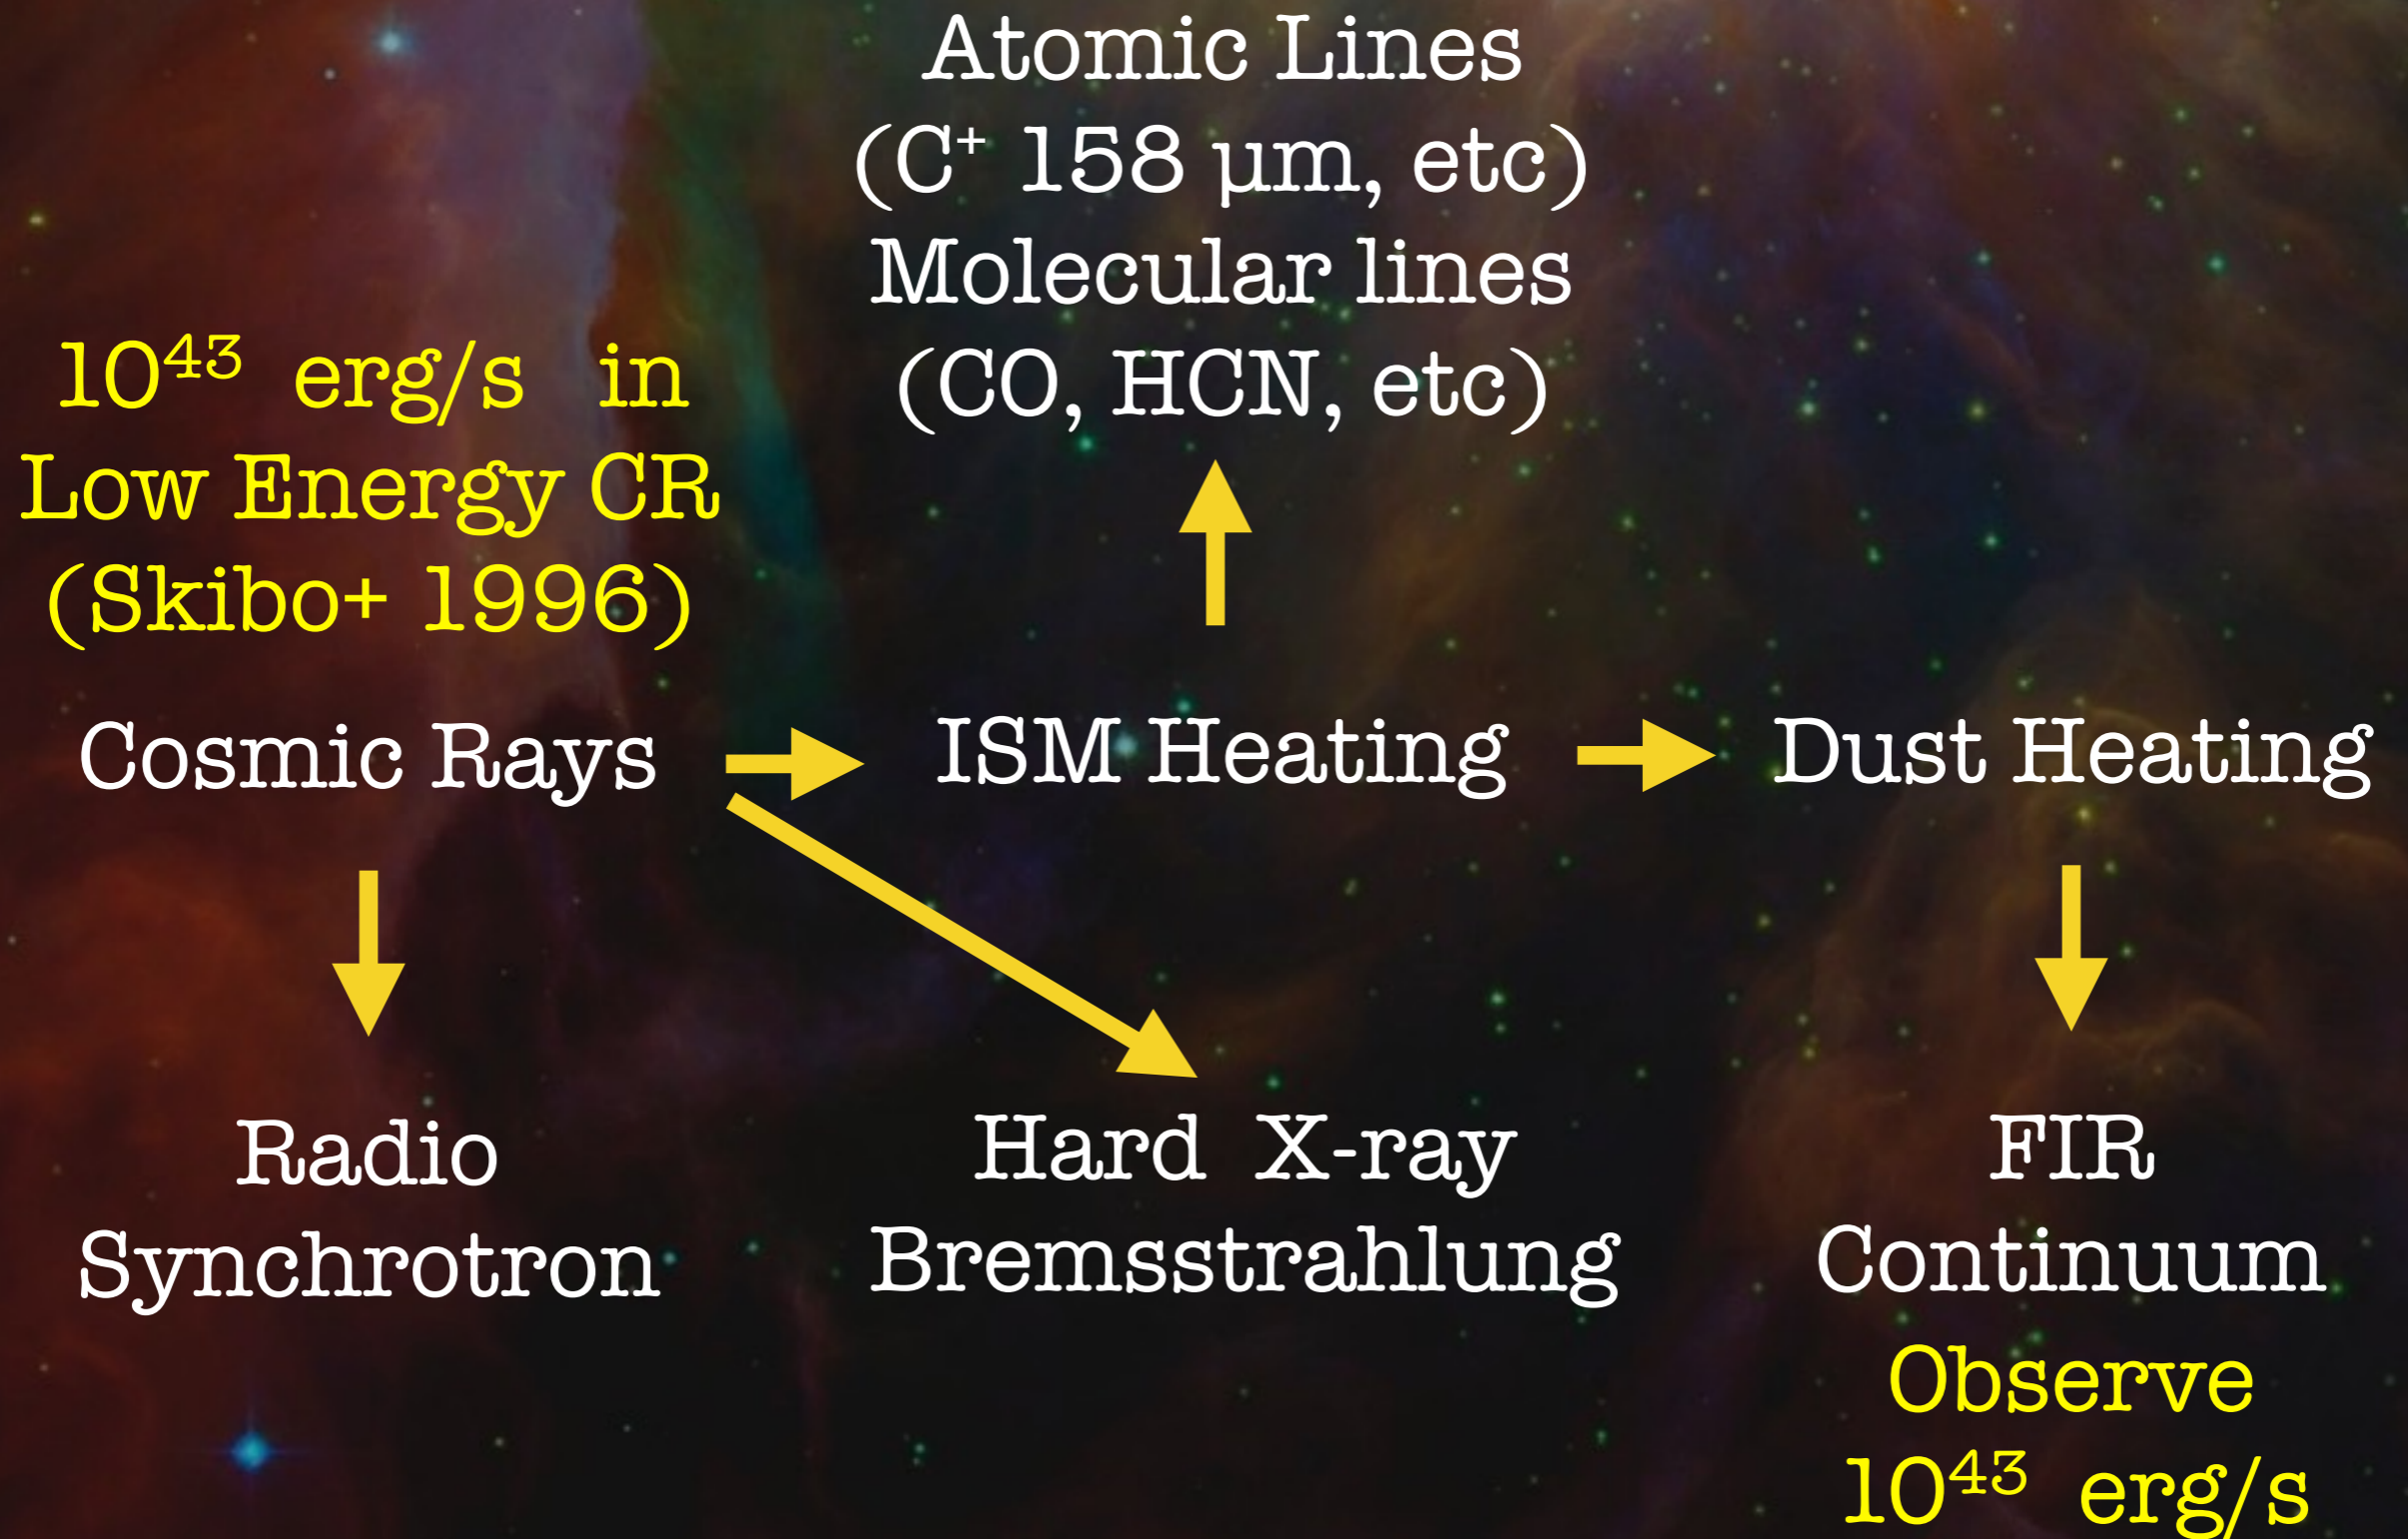 Atomic Lines
(C⁺ 158 µm, etc)
Molecular lines
(CO, HCN, etc)
10⁴³ erg/s in
Low Energy CR
(Skibo+ 1996)
Cosmic Rays
ISM Heating
Dust Heating
Radio
Synchrotron
Hard X-ray
Bremsstrahlung
FIR
Continuum
Observe
10⁴³ erg/s